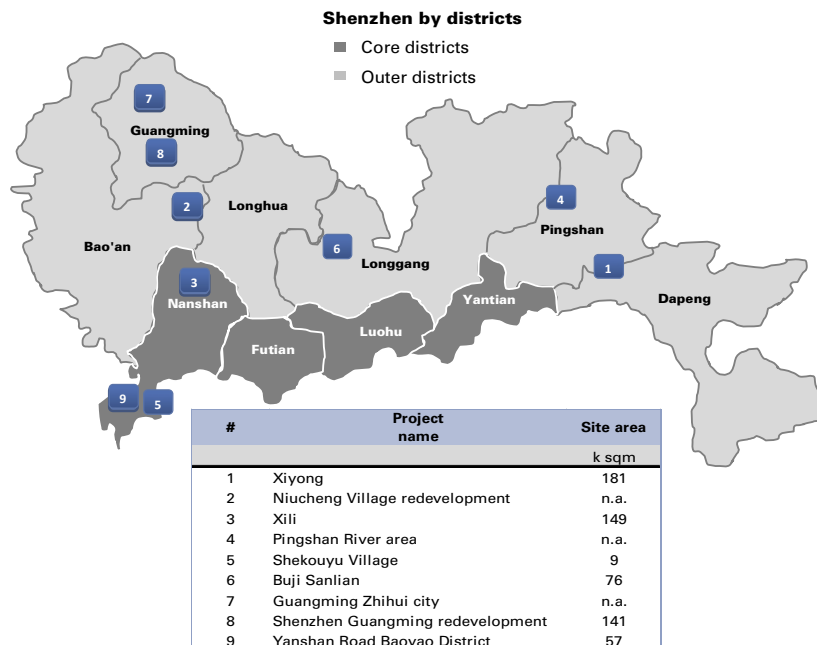 Shenzhen by districts
Core districts
Outer districts
7
Guangming
8
2
Longhua
4
Pingshan
Bao'an
6
Longgang
1
3
Nanshan
Yantian
Dapeng
Luohu
Futian
9
5
# Project name Site area
k sqm
1 Xiyong 181
2 Niucheng Village redevelopment n.a.
3 Xili 149
4 Pingshan River area n.a.
5 Shekouyu Village 9
6 Buji Sanlian 76
7 Guangming Zhihui city n.a.
8 Shenzhen Guangming redevelopment 141
9 Yanshan Road Baoyao District 57